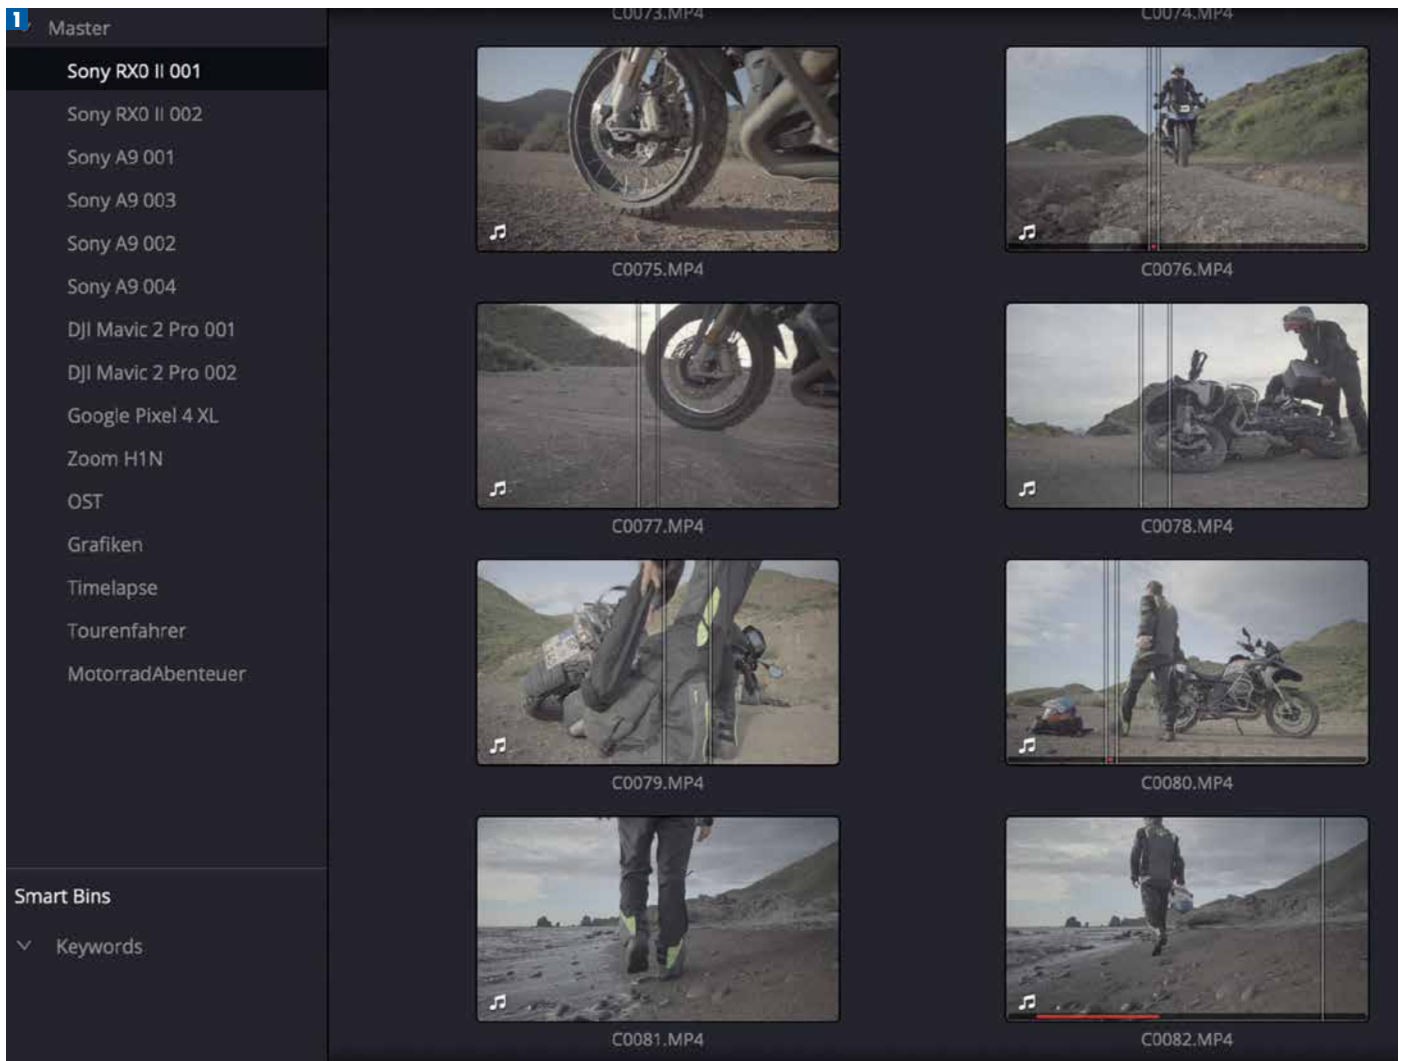 1
Master
Sony RX0 II 001
Sony RX0 II 002
Sony A9 001
Sony A9 003
Sony A9 002
Sony A9 004
DJI Mavic 2 Pro 001
DJI Mavic 2 Pro 002
Google Pixel 4 XL
Zoom H1N
OST
Grafiken
Timelapse
Tourenfahrer
MotorradAbenteuer
Smart Bins
Keywords
C0073.MP4 C0074.MP4
C0075.MP4 C0076.MP4
C0077.MP4 C0078.MP4
C0079.MP4 C0080.MP4
C0081.MP4 C0082.MP4